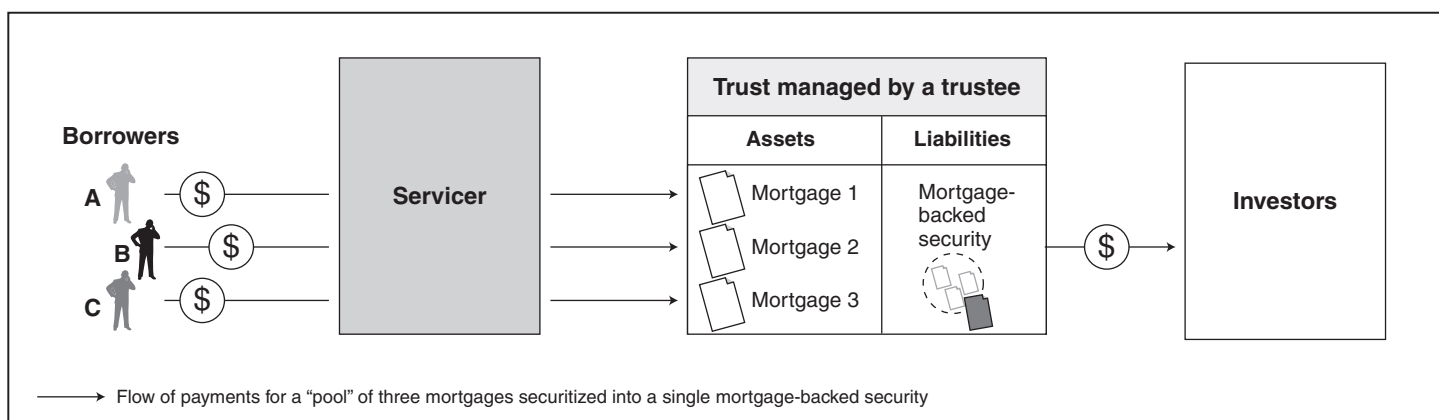 Borrowers
A
$
B
$
C
$
Servicer
Trust managed by a trustee
Assets
Liabilities
Mortgage 1
Mortgage 2
Mortgage 3
Mortgage-
backed
security
$
Investors
Flow of payments for a “pool” of three mortgages securitized into a single mortgage-backed security